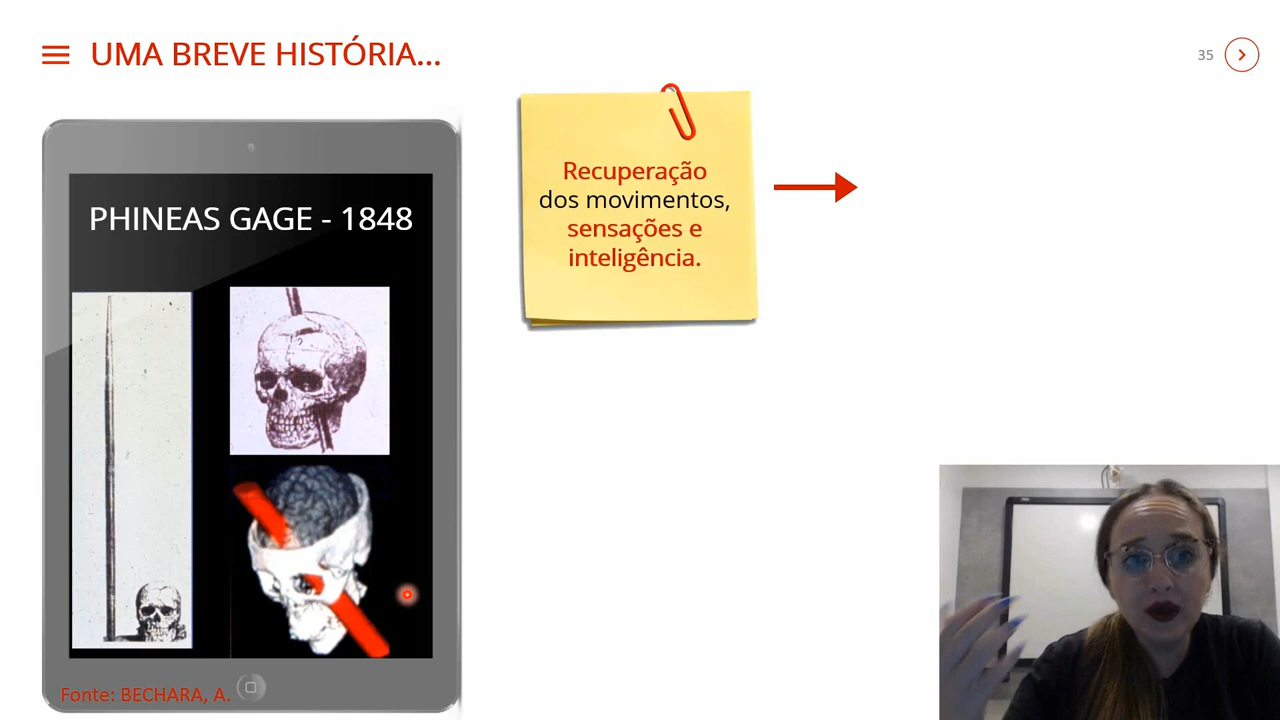 UMA BREVE HISTÓRIA...
35
PHINEAS GAGE - 1848
Recuperação
dos movimentos,
sensações e
inteligência.
Fonte: BECHARA, A.